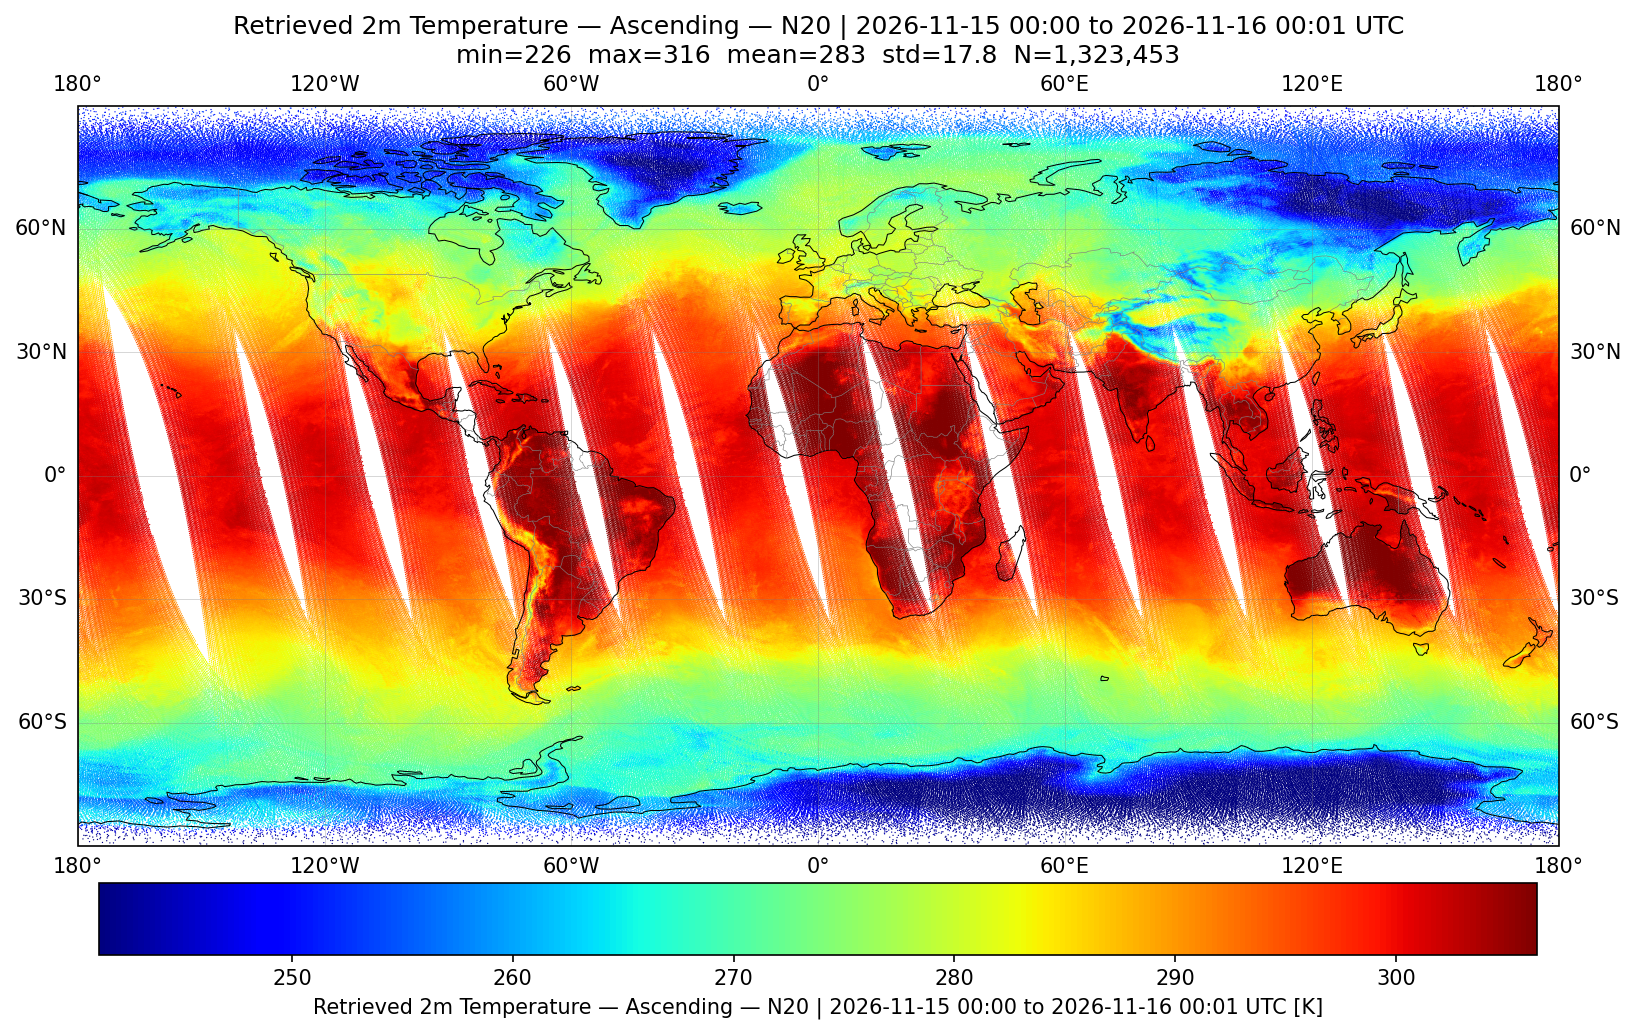 Retrieved 2m Temperature — Ascending — N20 | 2026-11-15 00:00 to 2026-11-16 00:01 UTC
min=226  max=316  mean=283  std=17.8  N=1,323,453
180° 120°W 60°W 0° 60°E 120°E 180°
60°N 60°N
30°N 30°N
0° 0°
30°S 30°S
60°S 60°S
180° 120°W 60°W 0° 60°E 120°E 180°
250 260 270 280 290 300
Retrieved 2m Temperature — Ascending — N20 | 2026-11-15 00:00 to 2026-11-16 00:01 UTC [K]